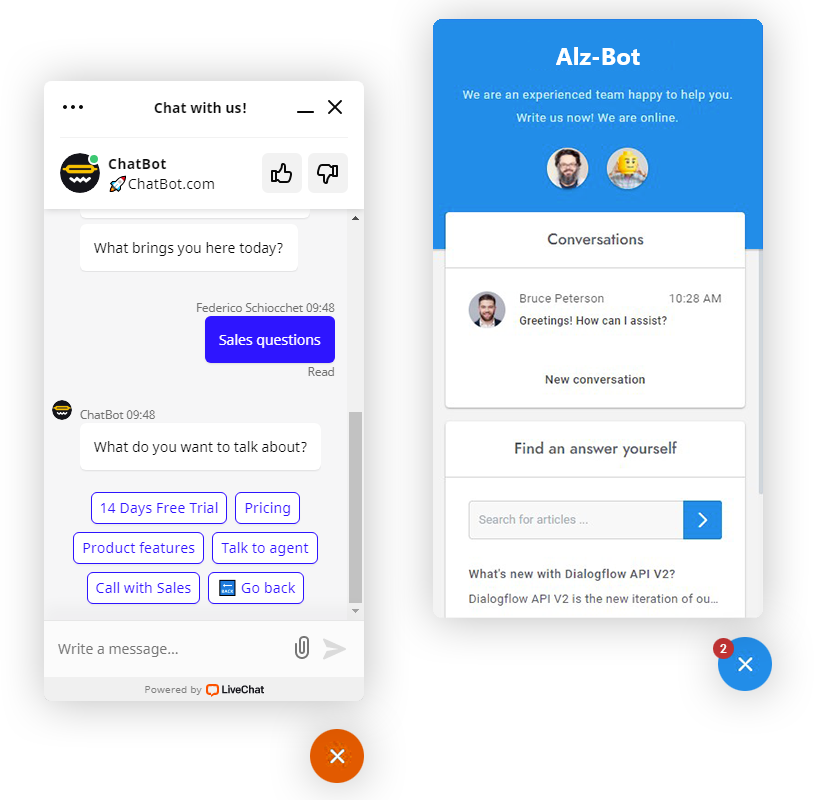 Chat with us!
ChatBot
🚀ChatBot.com
What brings you here today?
Federico Schiocchet 09:48
Sales questions
Read
ChatBot 09:48
What do you want to talk about?
14 Days Free Trial
Pricing
Product features
Talk to agent
Call with Sales
BACK Go back
Write a message...
Powered by LiveChat
Alz-Bot
We are an experienced team happy to help you.
Write us now! We are online.
Conversations
Bruce Peterson 10:28 AM
Greetings! How can I assist?
New conversation
Find an answer yourself
Search for articles ...
What's new with Dialogflow API V2?
Dialogflow API V2 is the new iteration of ou...
2